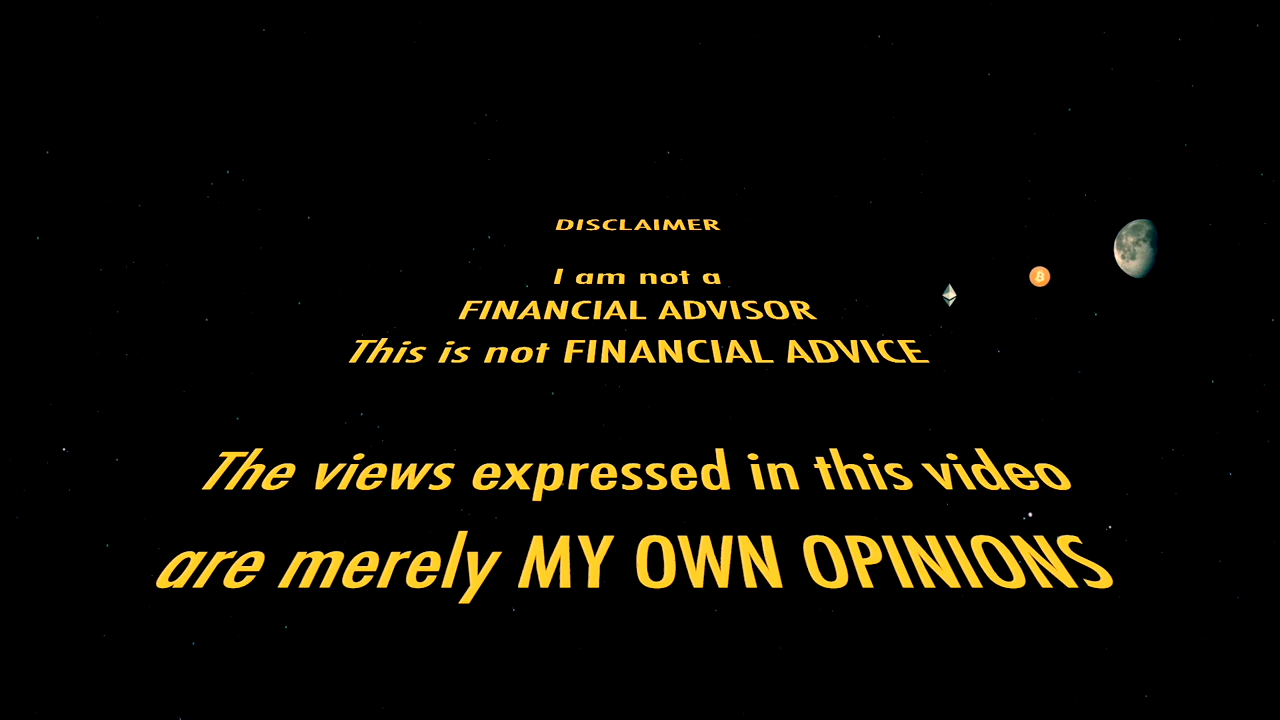 DISCLAIMER
I am not a
FINANCIAL ADVISOR
This is not FINANCIAL ADVICE
The views expressed in this video
are merely MY OWN OPINIONS